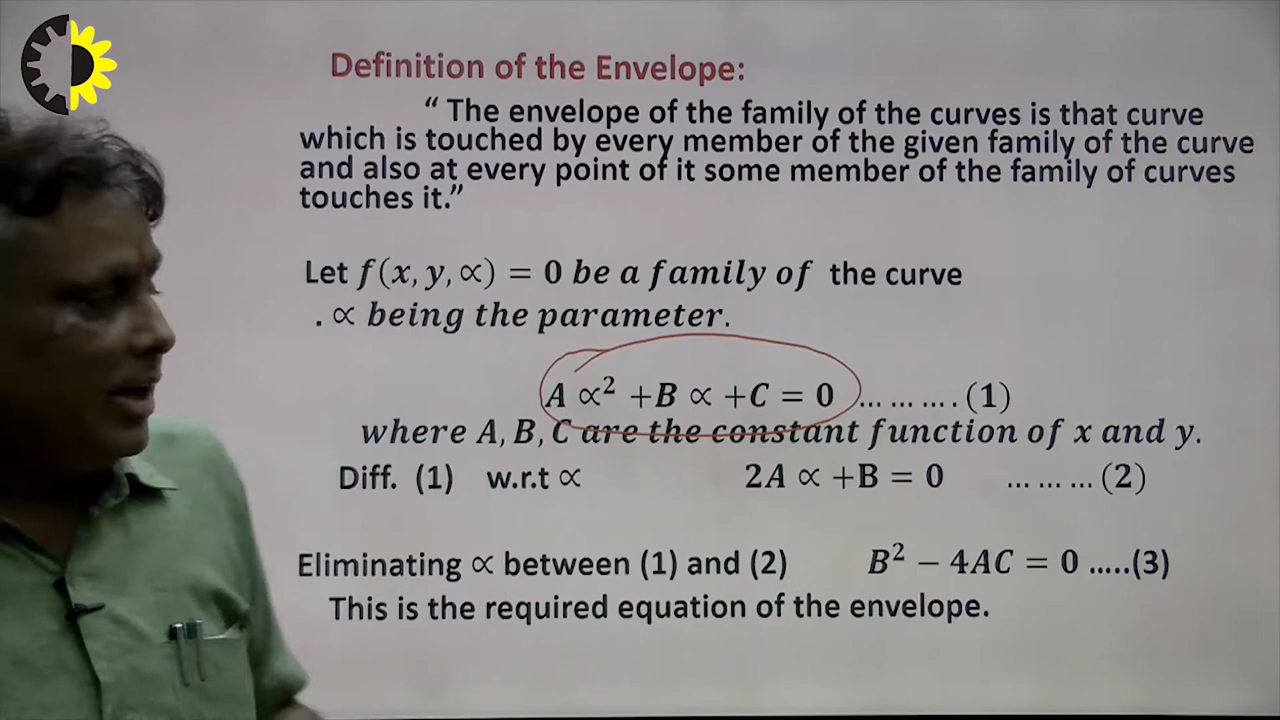 Definition of the Envelope:
“ The envelope of the family of the curves is that curve
which is touched by every member of the given family of the curve
and also at every point of it some member of the family of curves
touches it.”
Let f(x, y, ∝) = 0 be a family of the curve
. ∝ being the parameter.
A ∝² +B ∝ +C = 0 ... ... ... . (1)
where A, B, C are the constant function of x and y.
Diff. (1) w.r.t ∝ 2A ∝ +B = 0 ... ... ... (2)
Eliminating ∝ between (1) and (2) B² − 4AC = 0 .....(3)
This is the required equation of the envelope.